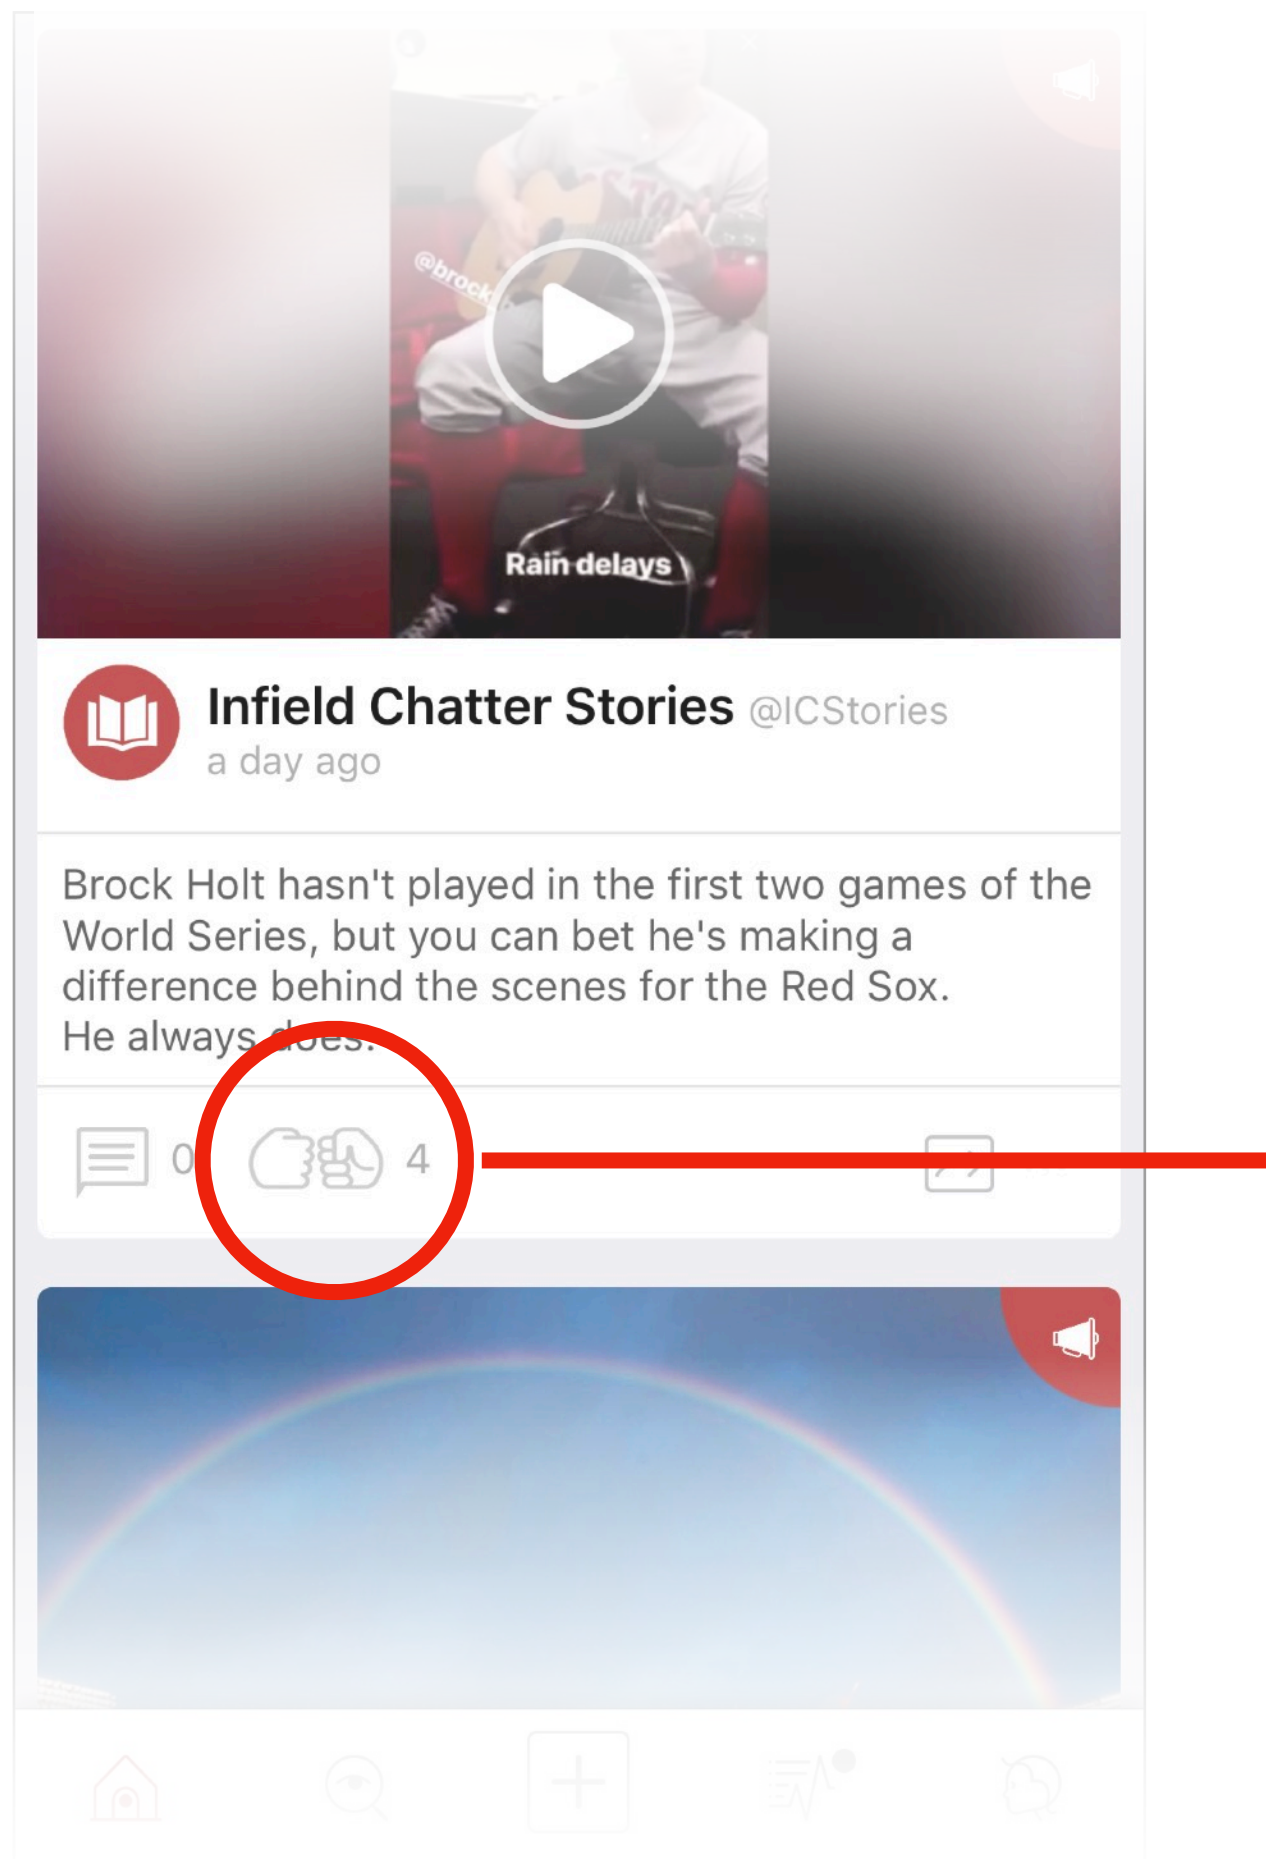 @brock
Rain delays
Infield Chatter Stories @ICStories
a day ago
Brock Holt hasn't played in the first two games of the
World Series, but you can bet he's making a
difference behind the scenes for the Red Sox.
He always does.
0 4